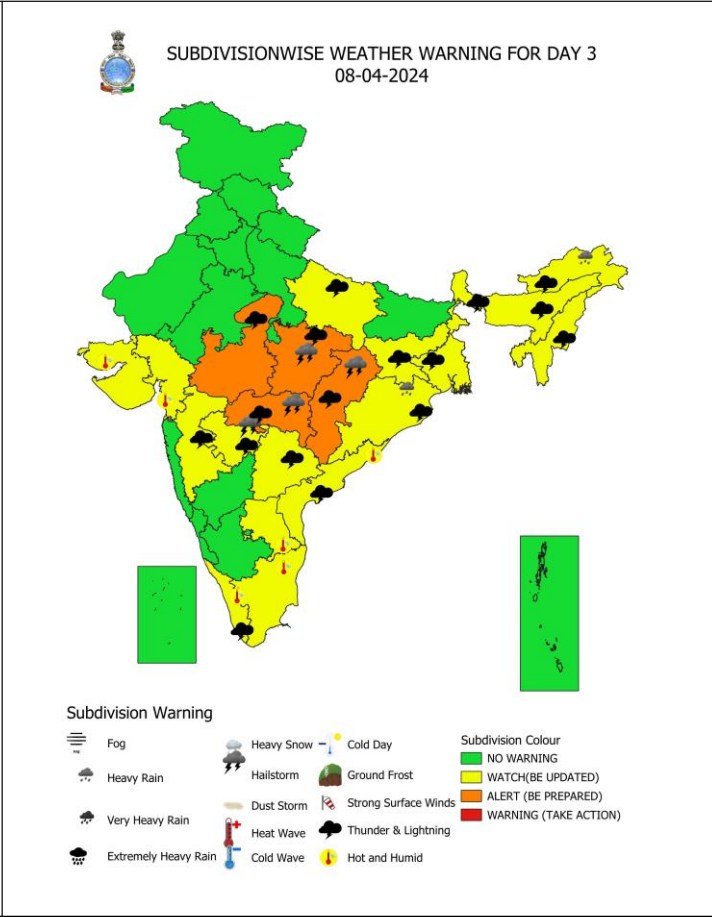 SUBDIVISIONWISE WEATHER WARNING FOR DAY 3
08-04-2024
Subdivision Warning
Fog
Heavy Rain
Very Heavy Rain
Extremely Heavy Rain
Heavy Snow
Hailstorm
Dust Storm
Heat Wave
Cold Wave
Cold Day
Ground Frost
Strong Surface Winds
Thunder & Lightning
Hot and Humid
Subdivision Colour
NO WARNING
WATCH(BE UPDATED)
ALERT (BE PREPARED)
WARNING (TAKE ACTION)